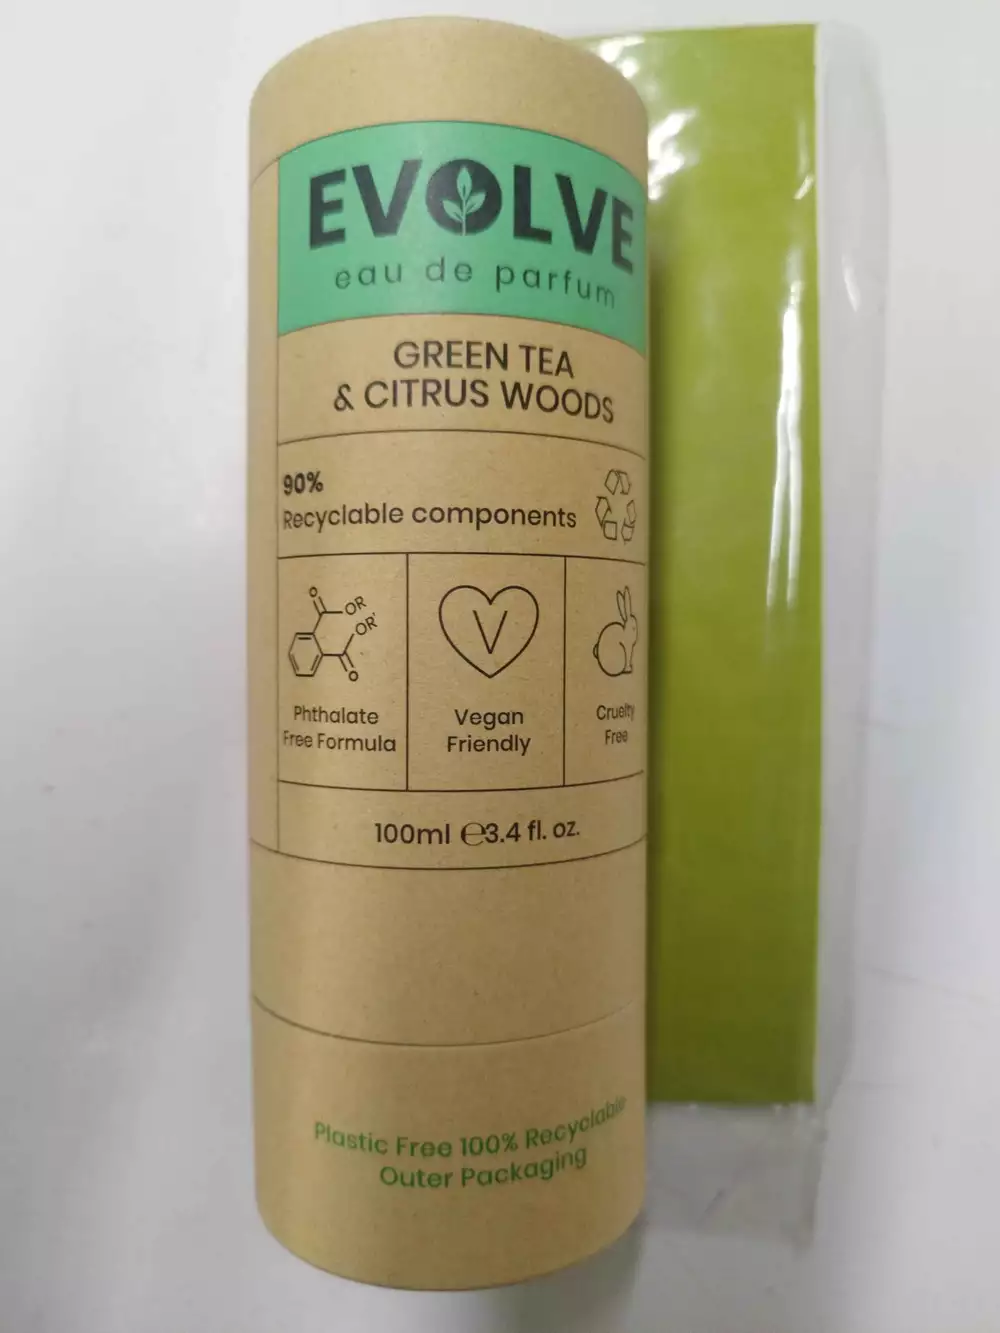 EVOLVE
eau de parfum
GREEN TEA
& CITRUS WOODS
90%
Recyclable components
O
OR
OR'
O
V
Phthalate
Free Formula
Vegan
Friendly
Cruelty
Free
100ml ℮3.4 fl. oz.
Plastic Free 100% Recyclable
Outer Packaging